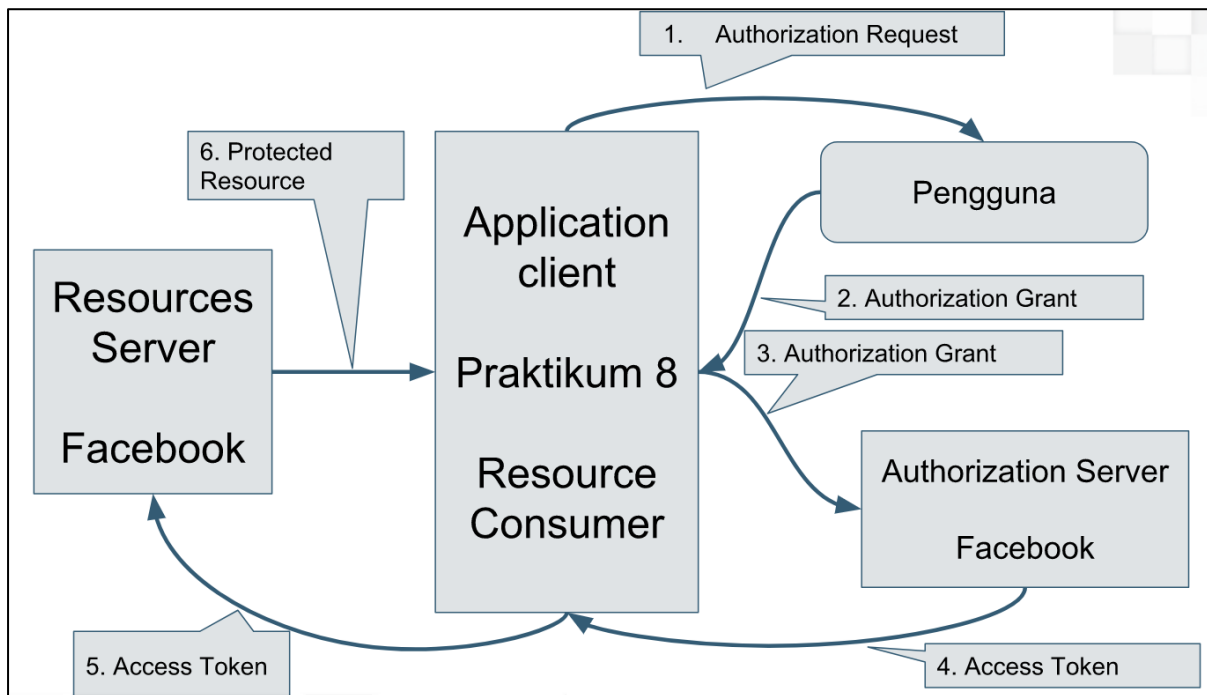 1. Authorization Request
6. Protected
Resource
Pengguna
Application
client
Praktikum 8
Resource
Consumer
Resources
Server
Facebook
2. Authorization Grant
3. Authorization Grant
Authorization Server
Facebook
5. Access Token
4. Access Token